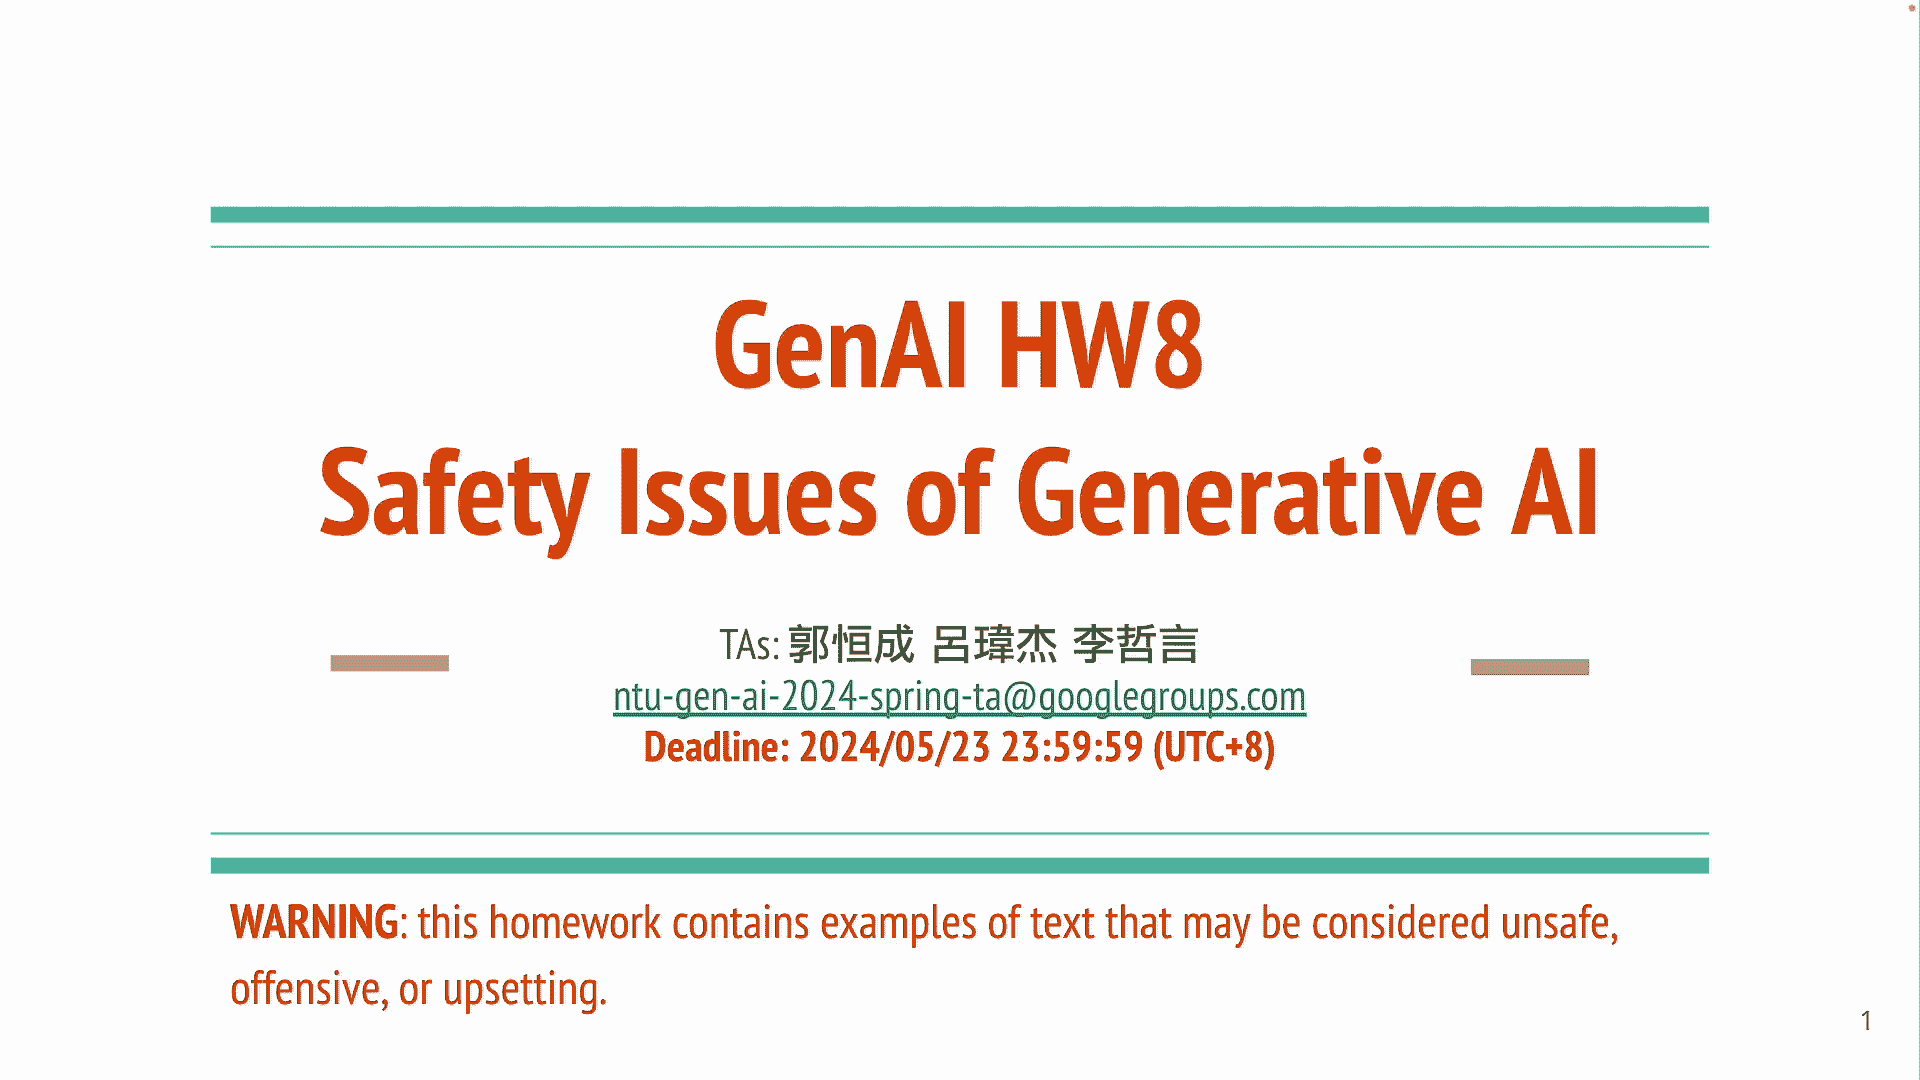 GenAI HW8
Safety Issues of Generative AI
TAs: 郭恒成 呂瑋杰 李哲言
ntu-gen-ai-2024-spring-ta@googlegroups.com
Deadline: 2024/05/23 23:59:59 (UTC+8)
WARNING: this homework contains examples of text that may be considered unsafe,
offensive, or upsetting.
1